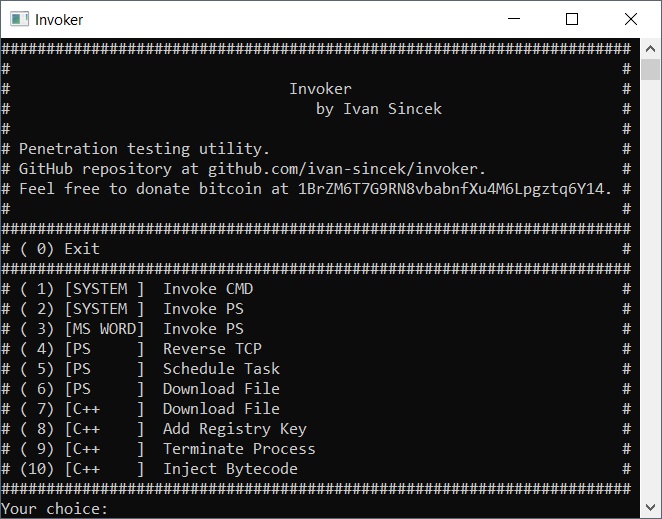 Invoker
######################################################################
#                                                                    #
#                               Invoker                              #
#                                  by Ivan Sincek                    #
#                                                                    #
# Penetration testing utility.                                       #
# GitHub repository at github.com/ivan-sincek/invoker.               #
# Feel free to donate bitcoin at 1BrZM6T7G9RN8vbabnfXu4M6Lpgztq6Y14. #
#                                                                    #
######################################################################
# ( 0) Exit                                                          #
######################################################################
# ( 1) [SYSTEM ]  Invoke CMD                                         #
# ( 2) [SYSTEM ]  Invoke PS                                          #
# ( 3) [MS WORD]  Invoke PS                                          #
# ( 4) [PS     ]  Reverse TCP                                        #
# ( 5) [PS     ]  Schedule Task                                      #
# ( 6) [PS     ]  Download File                                      #
# ( 7) [C++    ]  Download File                                      #
# ( 8) [C++    ]  Add Registry Key                                   #
# ( 9) [C++    ]  Terminate Process                                  #
# (10) [C++    ]  Inject Bytecode                                    #
######################################################################
Your choice: